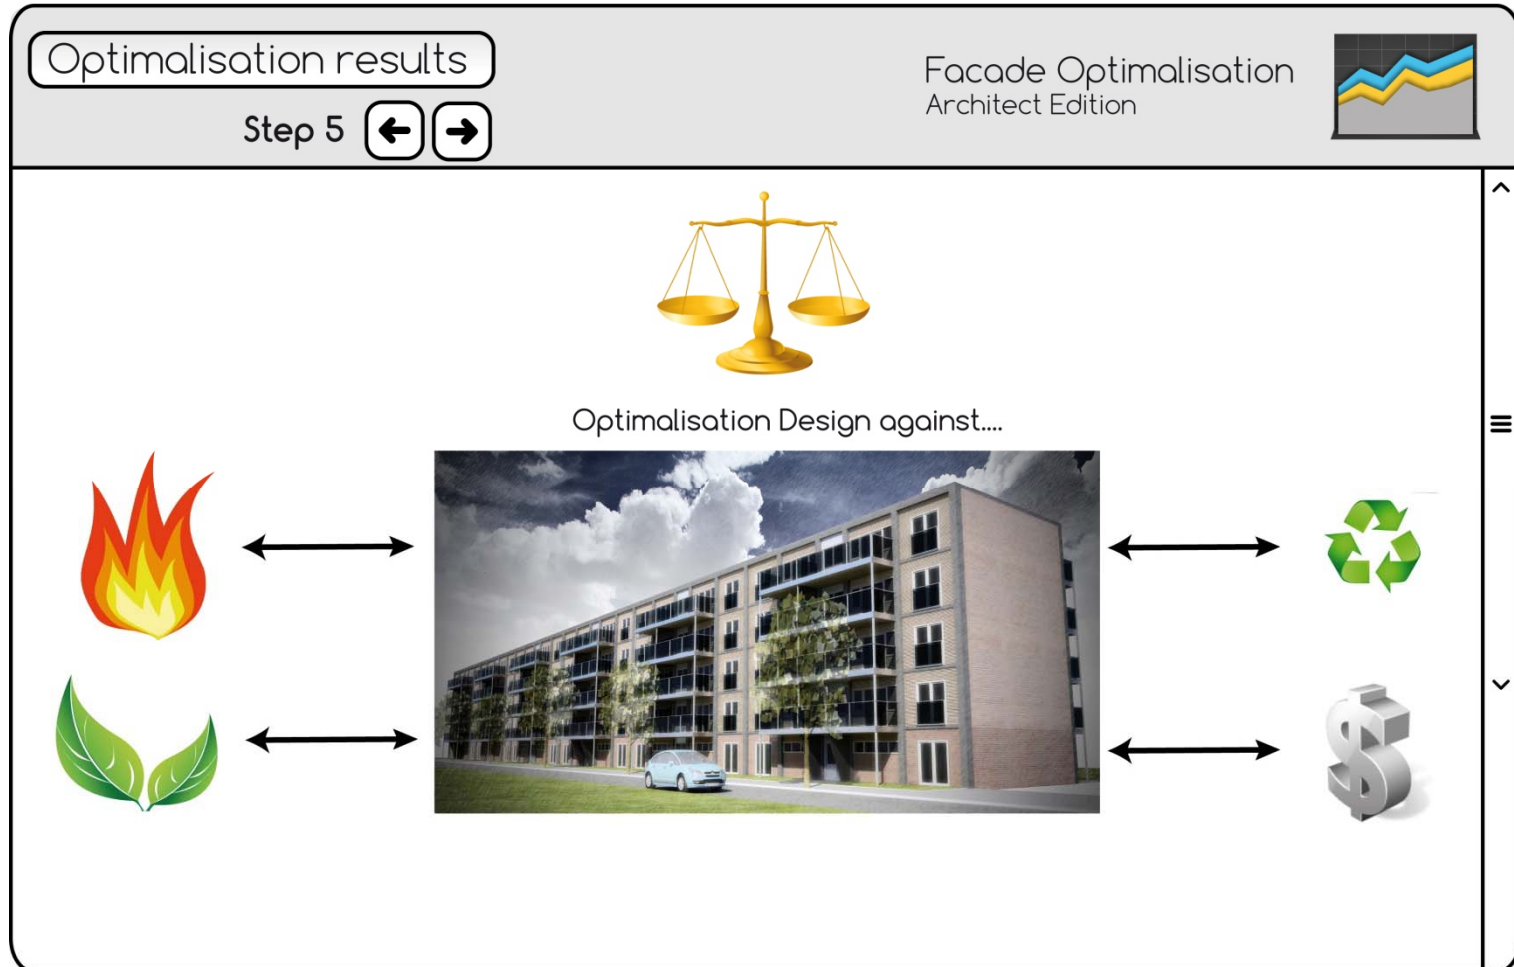 Optimalisation results
Step 5
Facade Optimalisation
Architect Edition
Optimalisation Design against....